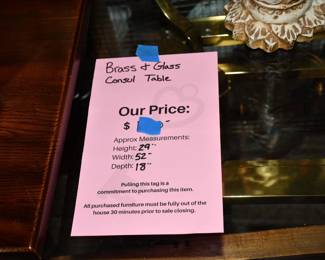 Brass & Glass
Consul Table
Our Price:
$
Approx Measurements:
Height: 29"
Width: 52"
Depth: 18"
Pulling this tag is a
commitment to purchasing this item.
All purchased furniture must be fully out of the
house 30 minutes prior to sale closing.